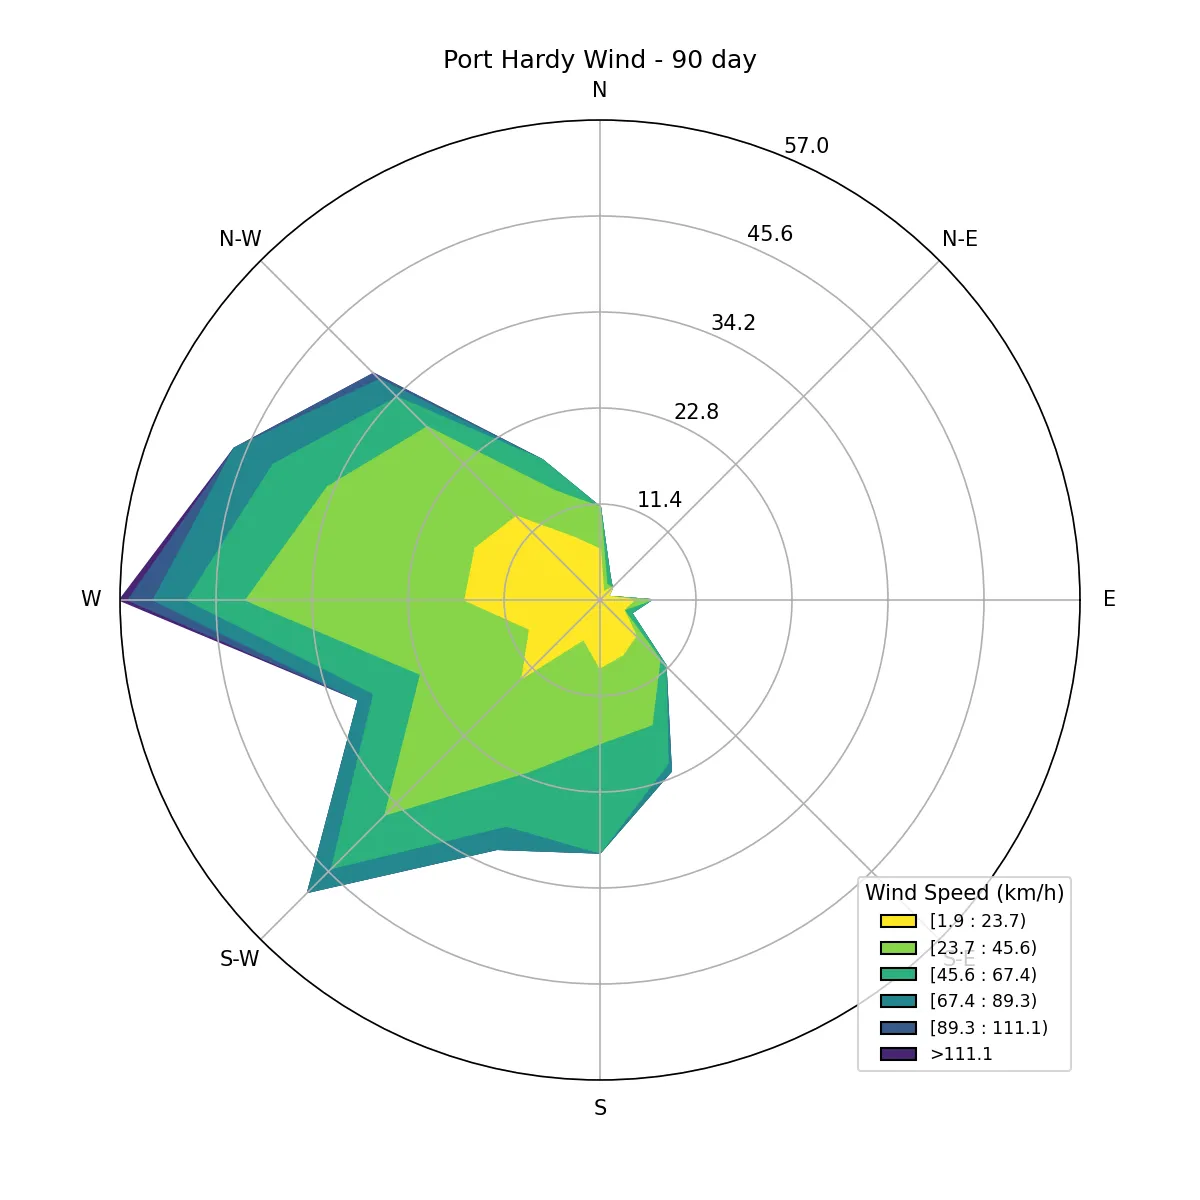 Port Hardy Wind - 90 day
N
57.0
45.6
N-W
N-E
34.2
22.8
11.4
W
E
Wind Speed (km/h)
[1.9 : 23.7)
[23.7 : 45.6)
S-W
S-E
[45.6 : 67.4)
[67.4 : 89.3)
[89.3 : 111.1)
>111.1
S